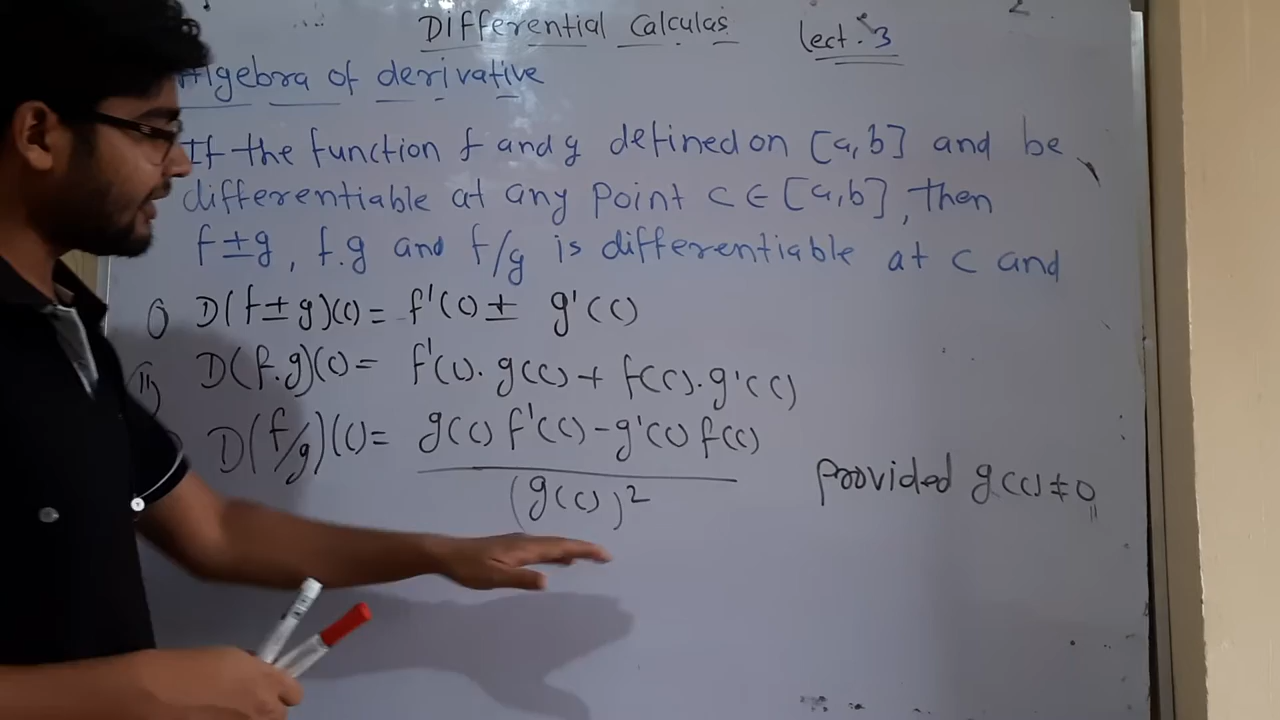 Differential Calculas
Lect. 3
Algebra of derivative
If the function f and g defined on [a,b] and be
differentiable at any point c ∈ [a,b], then
f±g, f.g and f/g is differentiable at c and
i) D(f±g)(c) = f'(c) ± g'(c)
ii) D(f.g)(c) = f'(c). g(c) + f(c).g'(c)
D(f/g)(c) = g(c) f'(c) - g'(c) f(c)
(g(c))²
provided g(c) ≠ 0